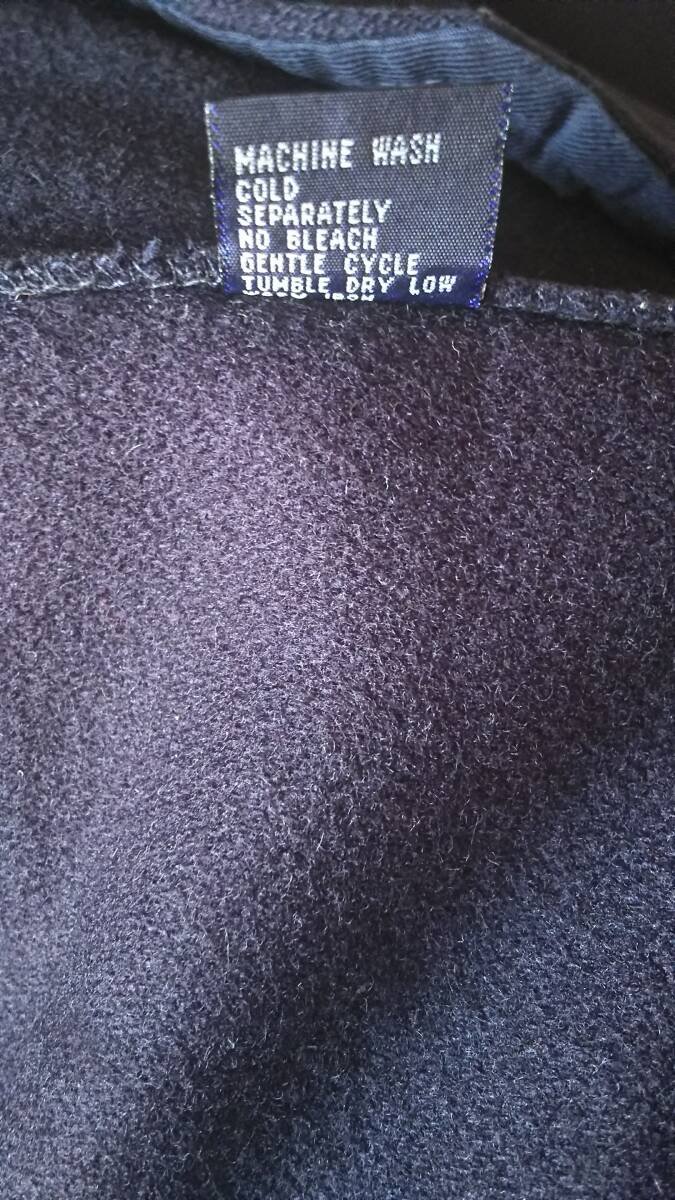 MACHINE WASH
COLD
SEPARATELY
NO BLEACH
GENTLE CYCLE
TUMBLE DRY LOW